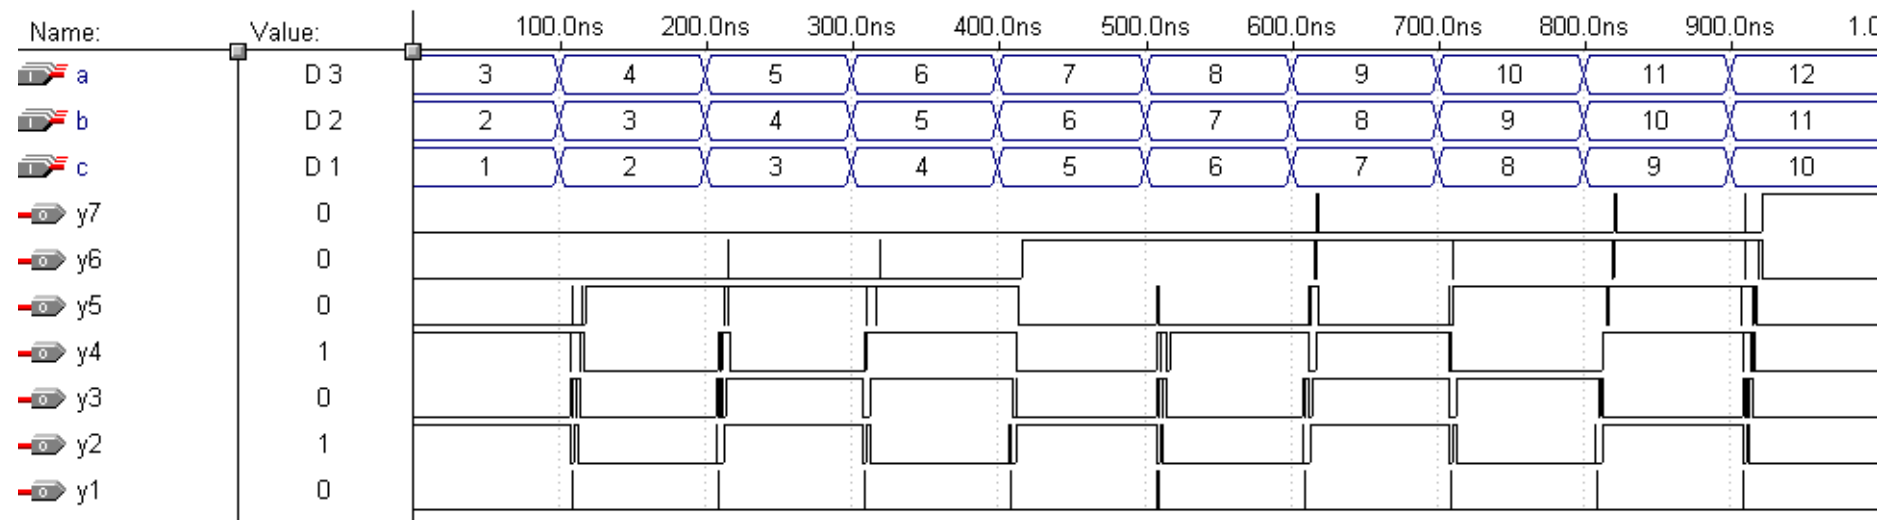 Name: Value: 100.0ns 200.0ns 300.0ns 400.0ns 500.0ns 600.0ns 700.0ns 800.0ns 900.0ns 1.0
I a D 3 3 4 5 6 7 8 9 10 11 12
I b D 2 2 3 4 5 6 7 8 9 10 11
I c D 1 1 2 3 4 5 6 7 8 9 10
O y7 0
O y6 0
O y5 0
O y4 1
O y3 0
O y2 1
O y1 0